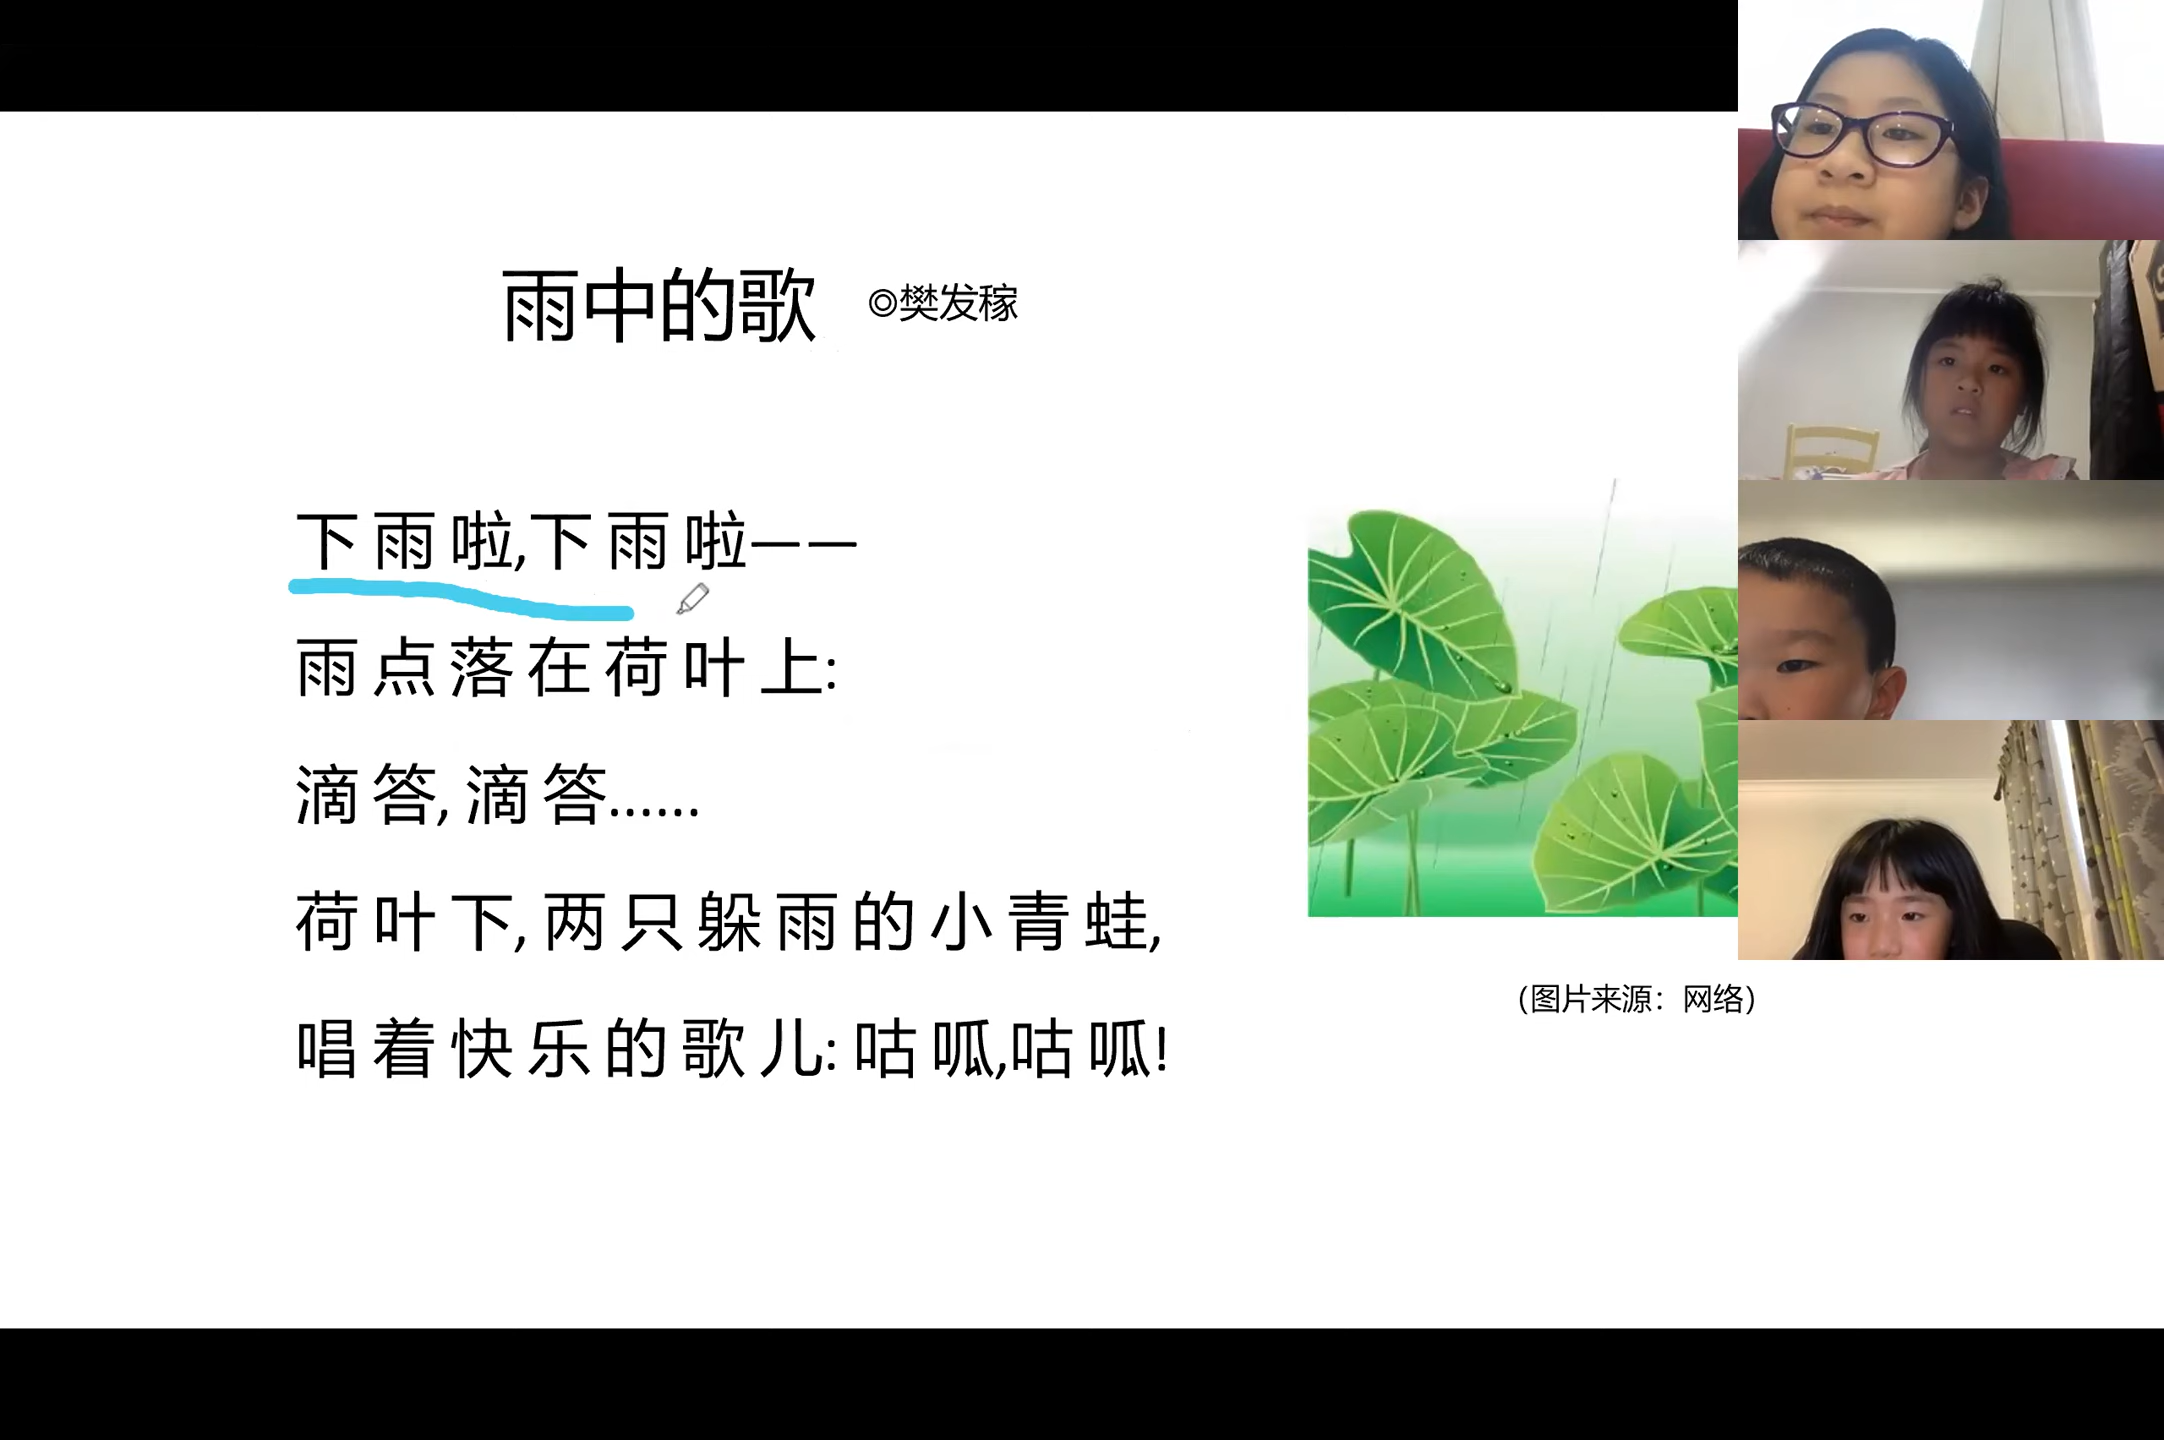 雨中的歌 ◎樊发稼
下雨啦,下雨啦——
雨点落在荷叶上:
滴答,滴答……
荷叶下,两只躲雨的小青蛙,
唱着快乐的歌儿:咕呱,咕呱!
（图片来源：网络）